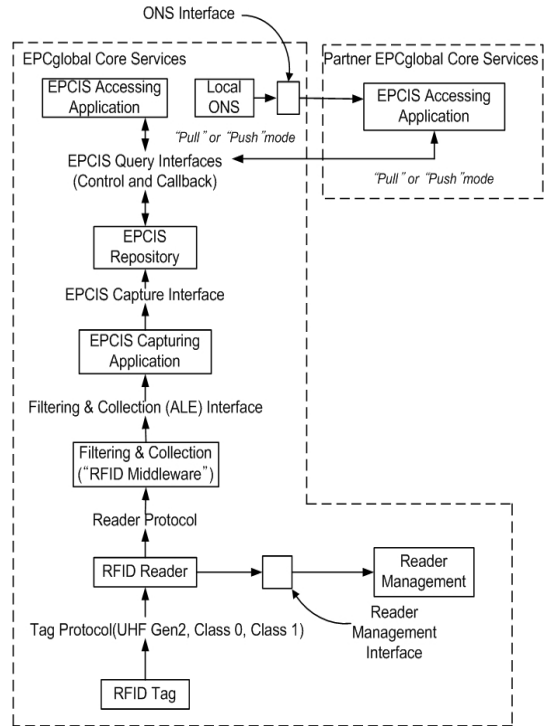 ONS Interface
EPCglobal Core Services
Partner EPCglobal Core Services
EPCIS Accessing
Application
Local
ONS
EPCIS Accessing
Application
“Pull” or “Push”mode
EPCIS Query Interfaces
(Control and Callback)
“Pull” or “Push”mode
EPCIS
Repository
EPCIS Capture Interface
EPCIS Capturing
Application
Filtering & Collection (ALE) Interface
Filtering & Collection
(“RFID Middleware”)
Reader Protocol
RFID Reader
Reader
Management
Tag Protocol(UHF Gen2, Class 0, Class 1)
Reader
Management
Interface
RFID Tag